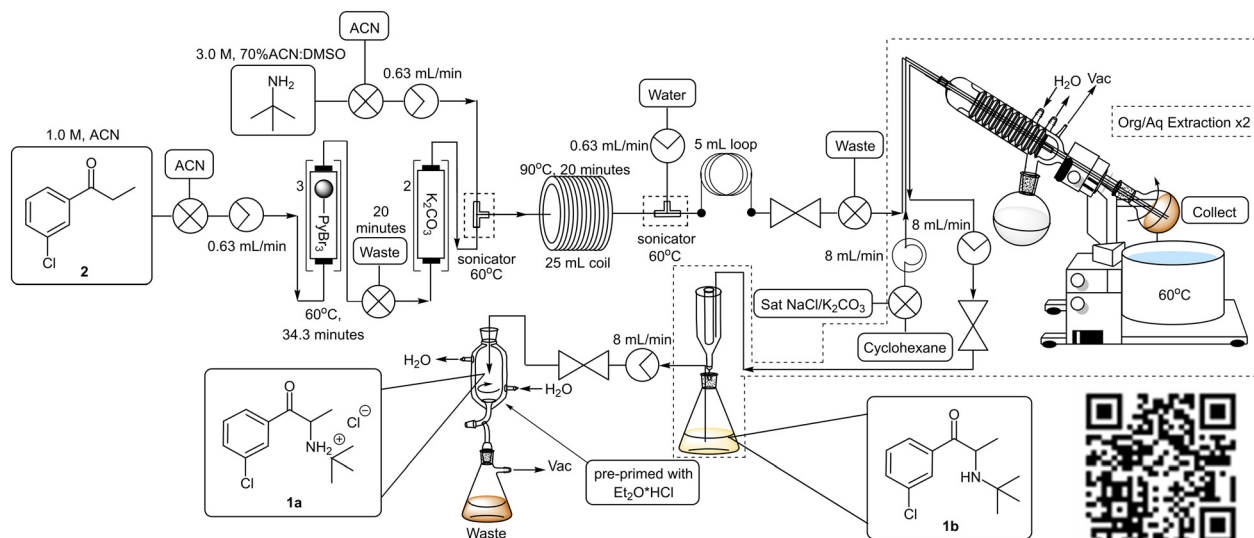 ACN
3.0 M, 70%ACN:DMSO
NH2
0.63 mL/min
1.0 M, ACN
O
Cl
2
ACN
0.63 mL/min
3
PyBr3
60°C,
34.3 minutes
20
minutes
Waste
2
K2CO3
sonicator
60°C
90°C, 20 minutes
25 mL coil
Water
0.63 mL/min
sonicator
60°C
5 mL loop
Waste
H2O
Vac
Org/Aq Extraction x2
Collect
60°C
8 mL/min
8 mL/min
Sat NaCl/K2CO3
Cyclohexane
8 mL/min
H2O
H2O
O
Cl⊖
NH2
⊕
Cl
1a
Vac
Waste
pre-primed with
Et2O*HCl
O
HN
Cl
1b